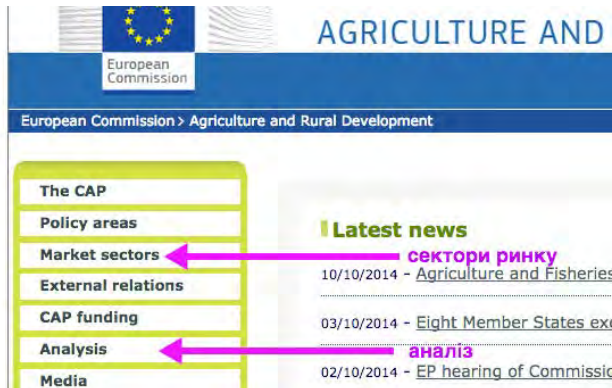 AGRICULTURE AND
European
Commission
European Commission > Agriculture and Rural Development
The CAP
Policy areas
Market sectors
External relations
CAP funding
Analysis
Media
Latest news
сектори ринку
10/10/2014 - Agriculture and Fisheries
03/10/2014 - Eight Member States exc
аналіз
02/10/2014 - EP hearing of Commissio